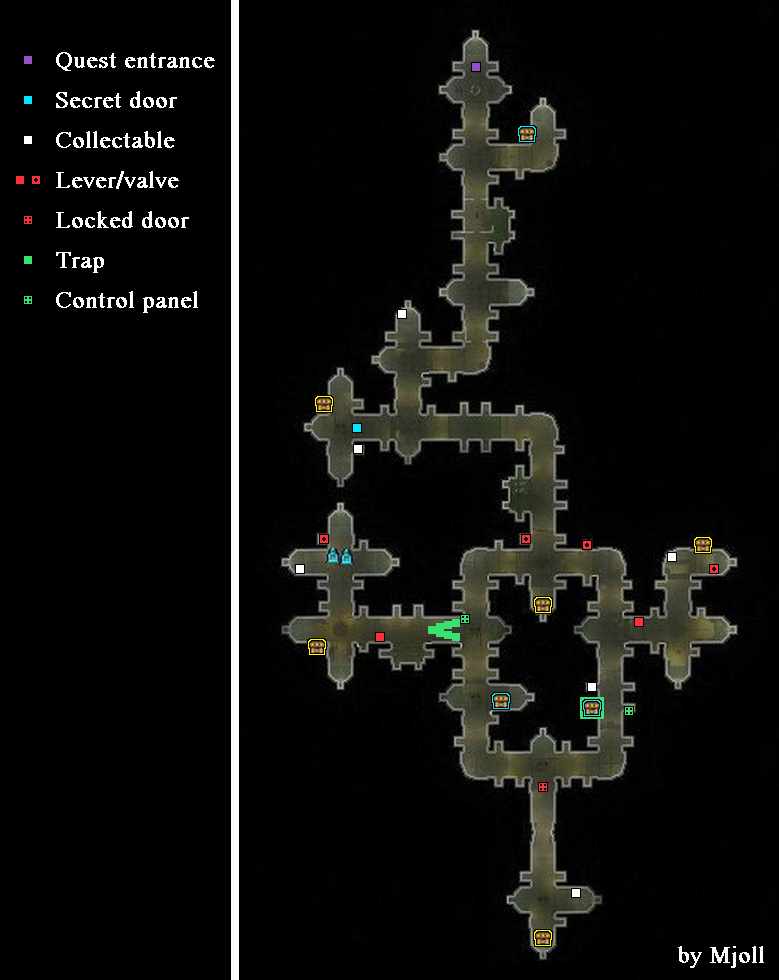 Quest entrance
Secret door
Collectable
Lever/valve
Locked door
Trap
Control panel
by Mjoll